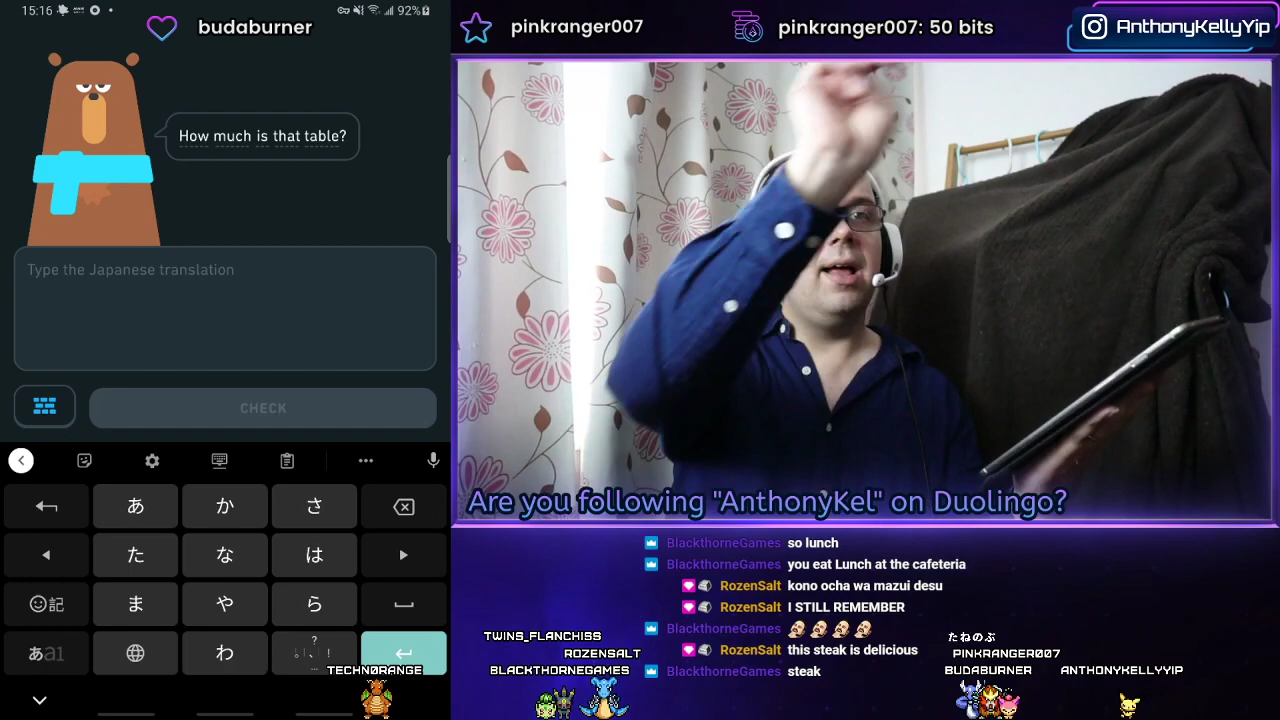 15:16
92%
budaburner
pinkranger007
pinkranger007: 50 bits
AnthonyKellyYip
How much is that table?
Type the Japanese translation
CHECK
あ
か
さ
た
な
は
記
ま
や
ら
あa1
わ
。!?、!
...
Are you following "AnthonyKel" on Duolingo?
BlackthorneGames so lunch
BlackthorneGames you eat Lunch at the cafeteria
RozenSalt kono ocha wa mazui desu
RozenSalt I STILL REMEMBER
BlackthorneGames
RozenSalt this steak is delicious
BlackthorneGames steak
TECHN0RANGE
TWINS_FLANCHISS
ROZENSALT
BLACKTHORNEGAMES
たねのぶ
PINKRANGER007
BUDABURNER
ANTHONYKELLYYIP